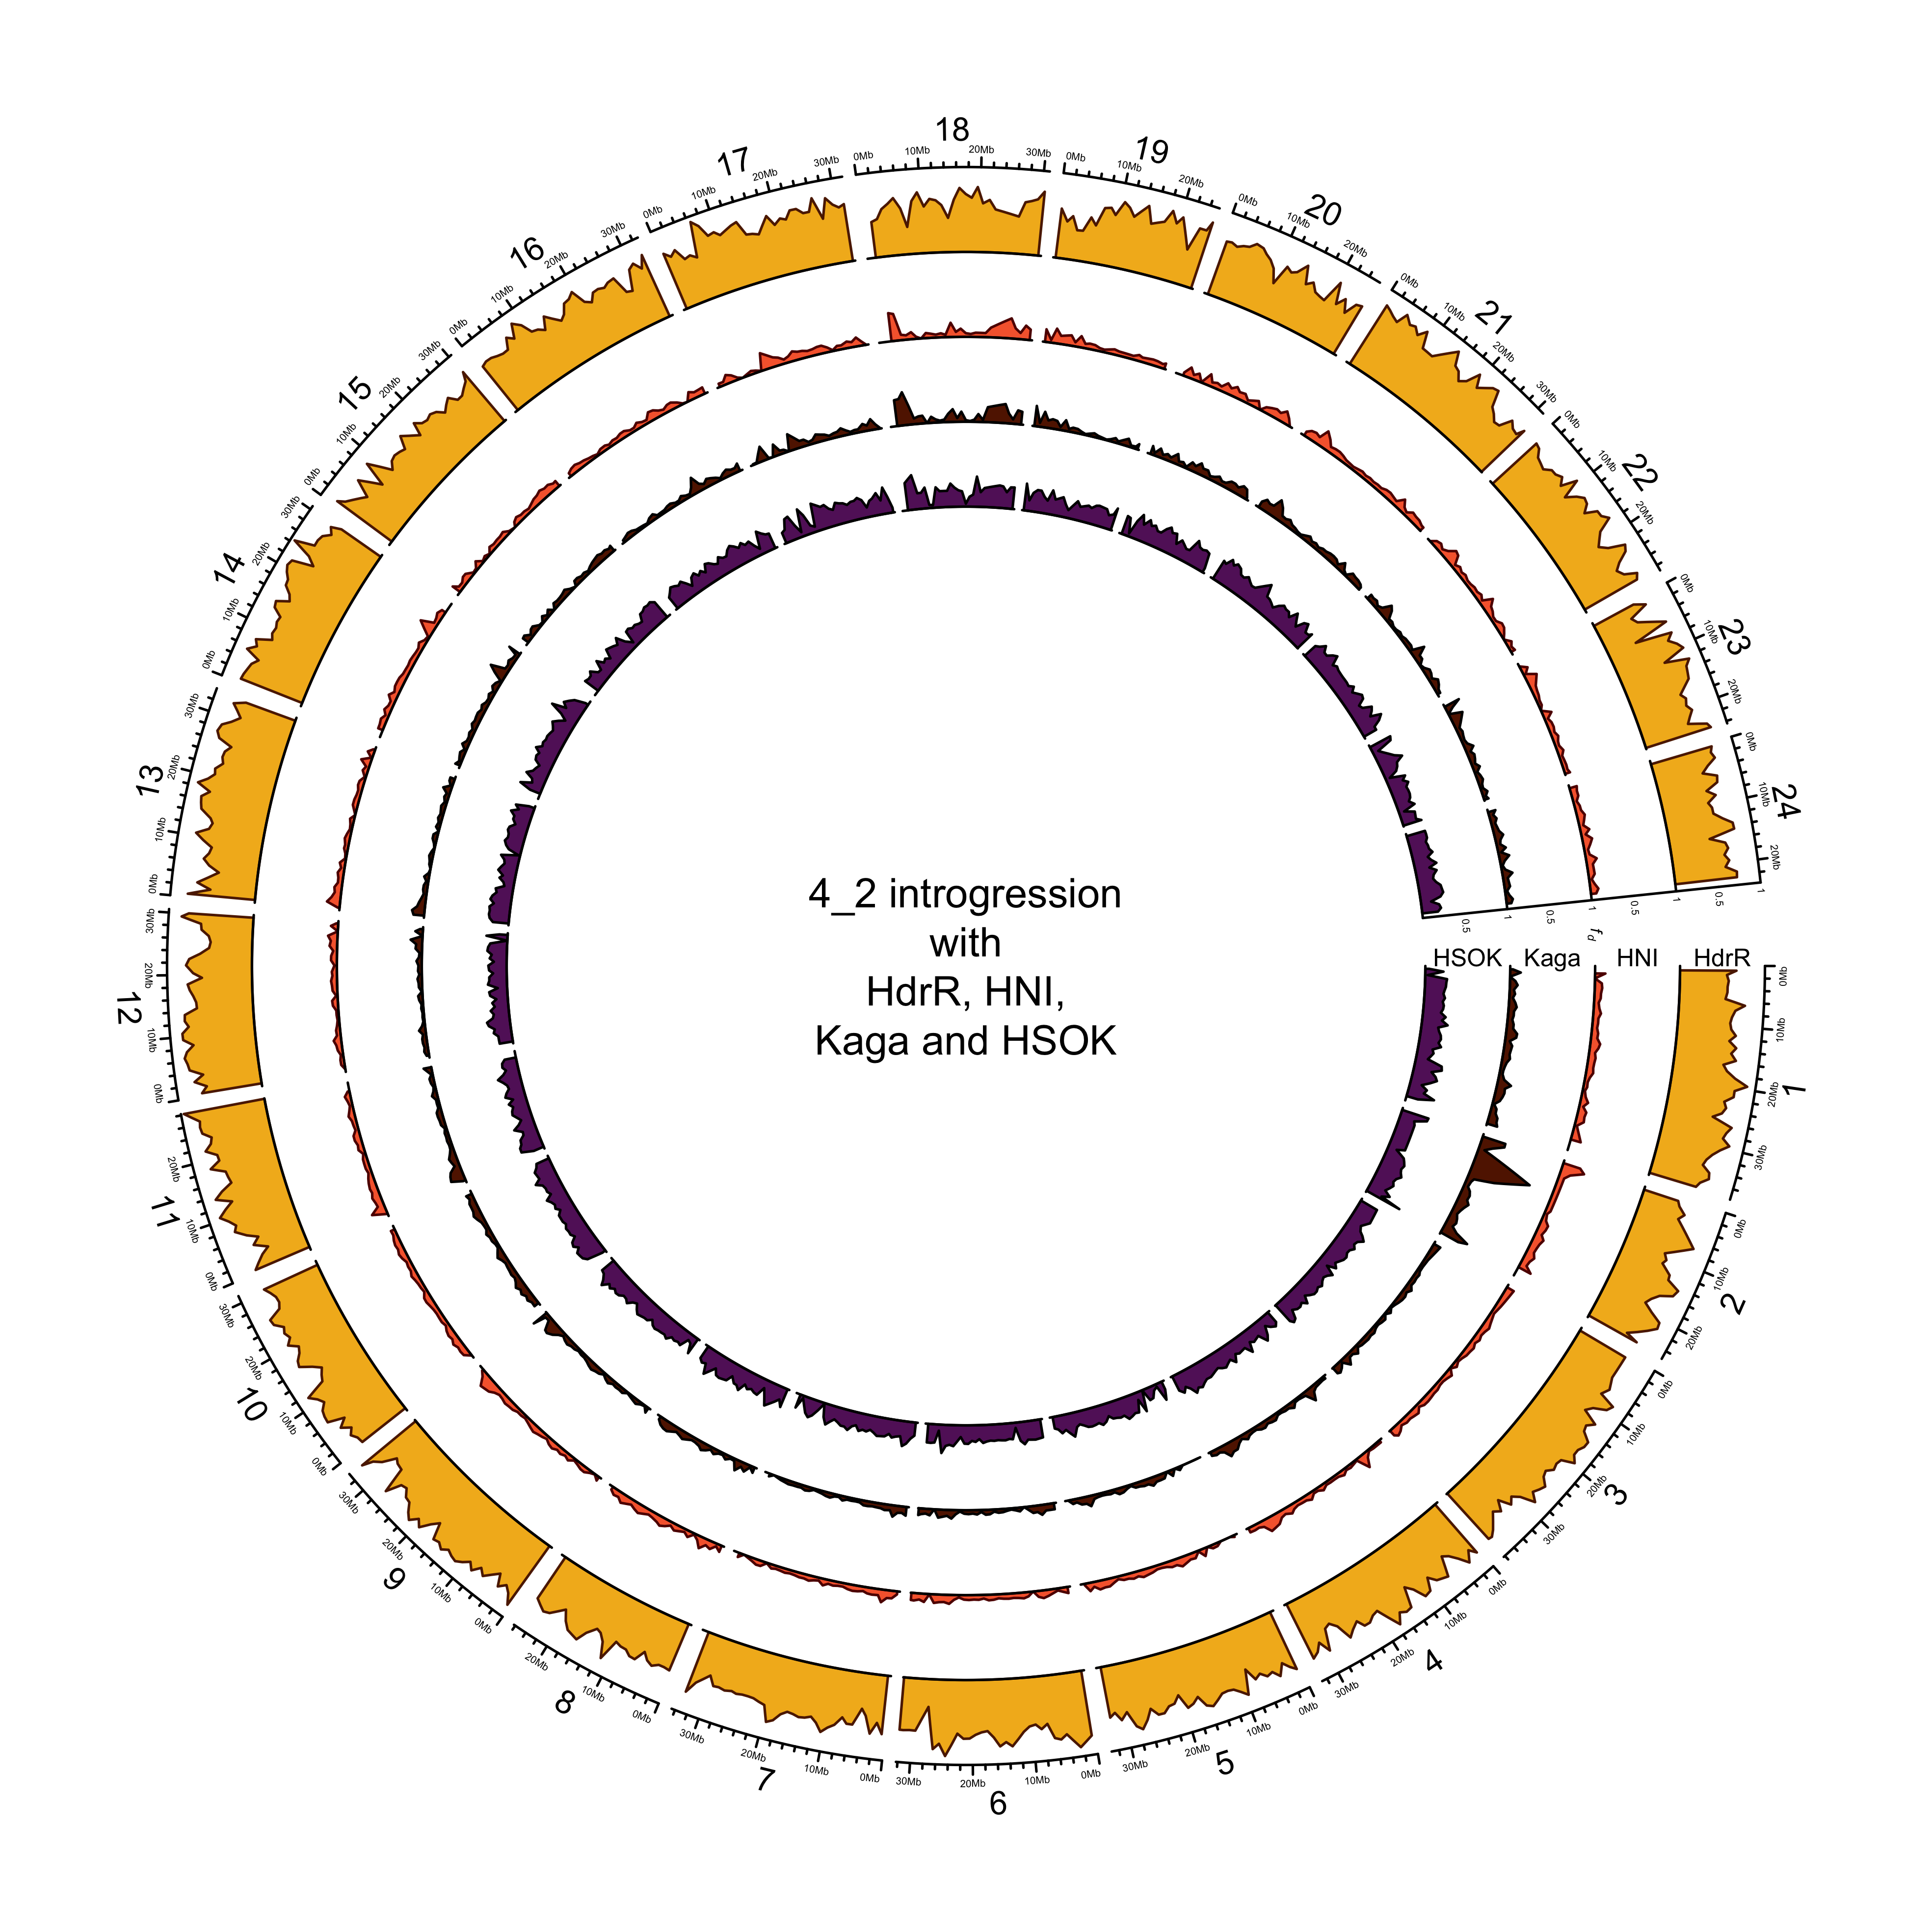 4_2 introgression
with
HdrR, HNI,
Kaga and HSOK
HSOK Kaga HNI HdrR
f_d
0.5 1 0.5 1 0.5 1 0.5 1
1
0Mb 10Mb 20Mb 30Mb
2
0Mb 10Mb 20Mb
3
0Mb 10Mb 20Mb 30Mb
4
0Mb 10Mb 20Mb 30Mb
5
0Mb 10Mb 20Mb 30Mb
6
0Mb 10Mb 20Mb 30Mb
7
0Mb 10Mb 20Mb 30Mb
8
0Mb 10Mb 20Mb
9
0Mb 10Mb 20Mb 30Mb
10
0Mb 10Mb 20Mb 30Mb
11
0Mb 10Mb 20Mb
12
0Mb 10Mb 20Mb 30Mb
13
0Mb 10Mb 20Mb 30Mb
14
0Mb 10Mb 20Mb 30Mb
15
0Mb 10Mb 20Mb 30Mb
16
0Mb 10Mb 20Mb 30Mb
17
0Mb 10Mb 20Mb 30Mb
18
0Mb 10Mb 20Mb 30Mb
19
0Mb 10Mb 20Mb
20
0Mb 10Mb 20Mb
21
0Mb 10Mb 20Mb 30Mb
22
0Mb 10Mb 20Mb
23
0Mb 10Mb 20Mb
24
0Mb 10Mb 20Mb